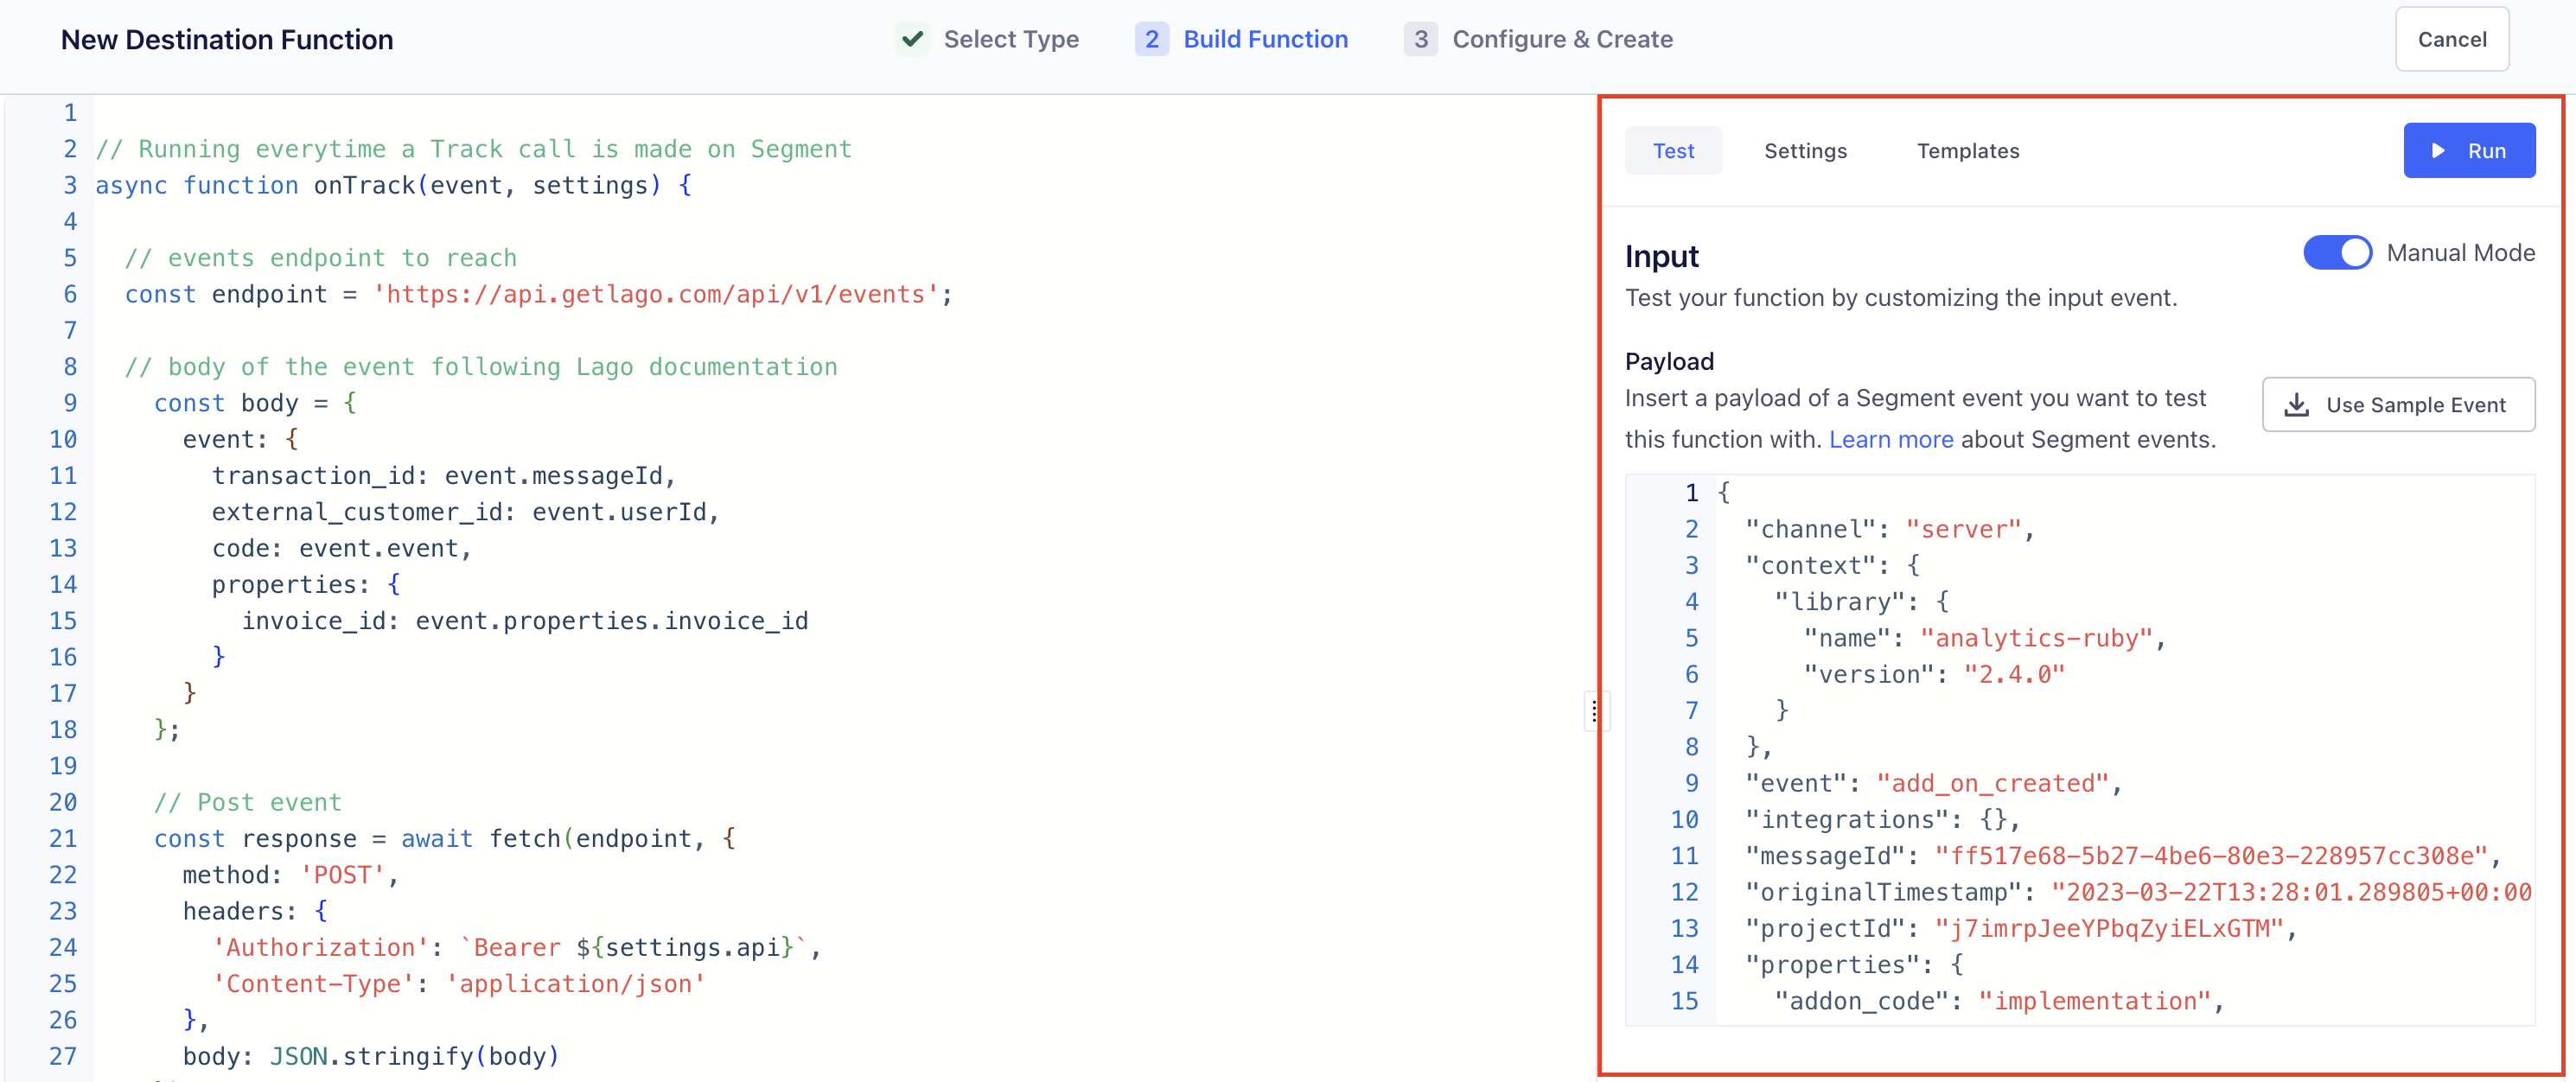 New Destination Function
Select Type
2 Build Function
3 Configure & Create
Cancel
1
2 // Running everytime a Track call is made on Segment
3 async function onTrack(event, settings) {
4
5   // events endpoint to reach
6   const endpoint = 'https://api.getlago.com/api/v1/events';
7
8   // body of the event following Lago documentation
9     const body = {
10       event: {
11         transaction_id: event.messageId,
12         external_customer_id: event.userId,
13         code: event.event,
14         properties: {
15           invoice_id: event.properties.invoice_id
16         }
17       }
18     };
19
20     // Post event
21     const response = await fetch(endpoint, {
22       method: 'POST',
23       headers: {
24         'Authorization': `Bearer ${settings.api}`,
25         'Content-Type': 'application/json'
26       },
27       body: JSON.stringify(body)
Test Settings Templates Run
Input
Manual Mode
Test your function by customizing the input event.
Payload
Insert a payload of a Segment event you want to test
this function with. Learn more about Segment events.
Use Sample Event
1 {
2   "channel": "server",
3   "context": {
4     "library": {
5       "name": "analytics-ruby",
6       "version": "2.4.0"
7     }
8   },
9   "event": "add_on_created",
10   "integrations": {},
11   "messageId": "ff517e68-5b27-4be6-80e3-228957cc308e",
12   "originalTimestamp": "2023-03-22T13:28:01.289805+00:00
13   "projectId": "j7imrpJeeYPbqZyiELxGTM",
14   "properties": {
15     "addon_code": "implementation",